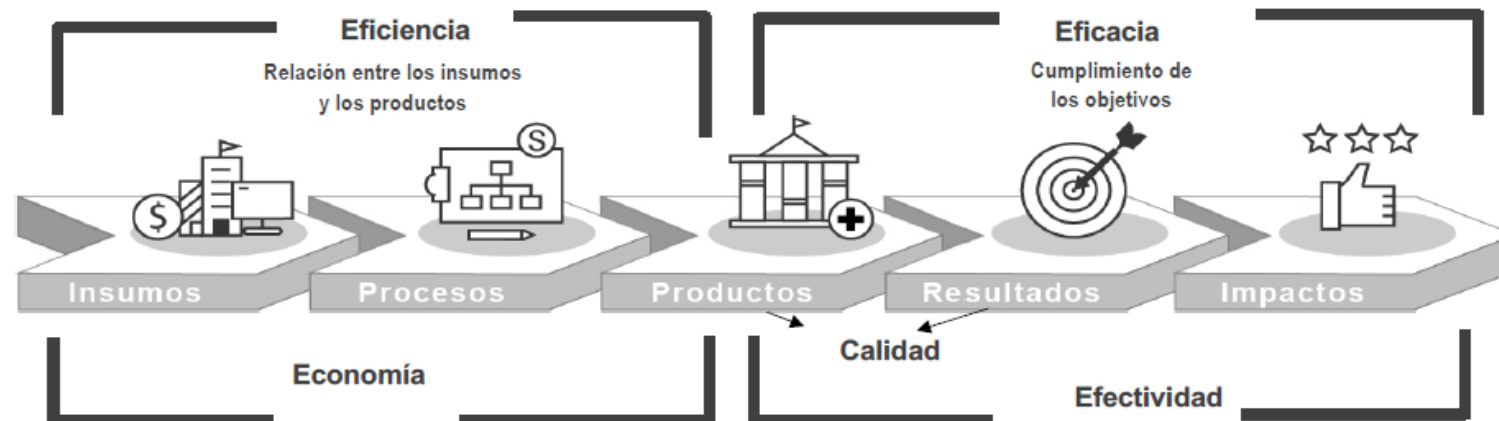 Eficiencia
Relación entre los insumos
y los productos
Eficacia
Cumplimiento de
los objetivos
$
S
Insumos
Procesos
Productos
Resultados
Impactos
Calidad
Economía
Efectividad